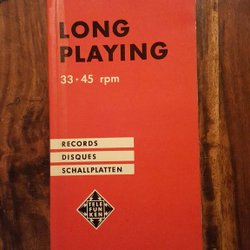 LONG
PLAYING
33 • 45 rpm
RECORDS
DISQUES
SCHALLPLATTEN
TELE
FUN
KEN